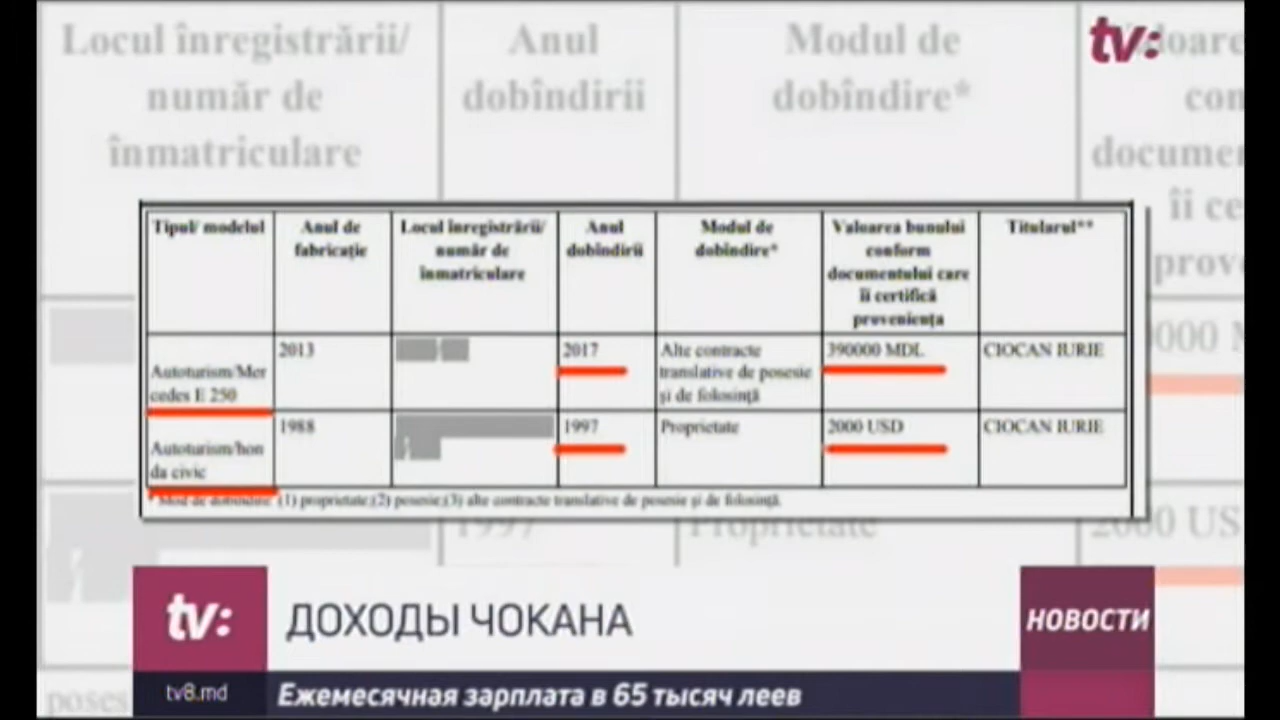 Locul înregistrării/
număr de
înmatriculare
Anul
dobîndirii
Modul de
dobîndire*
tv:
Tipul/ modelul
Anul de
fabricație
Locul înregistrării/
număr de
înmatriculare
Anul
dobîndirii
Modul de
dobîndire*
Valoarea bunului
conform
documentului care
îi certifică
proveniența
Titularul**
Autoturism/Mer
cedes E 250
2013
2017
Alte contracte
translative de posesie
și de folosință
390000 MDL
CIOCAN IURIE
Autoturism/hon
da civic
1988
1997
Proprietate
2000 USD
CIOCAN IURIE
* Mod de dobîndire (1) proprietate;(2) posesie;(3) alte contracte translative de posesie și de folosință
1997
Proprietate
2000 US
tv:
ДОХОДЫ ЧОКАНА
НОВОСТИ
tv8.md
Ежемесячная зарплата в 65 тысяч леев